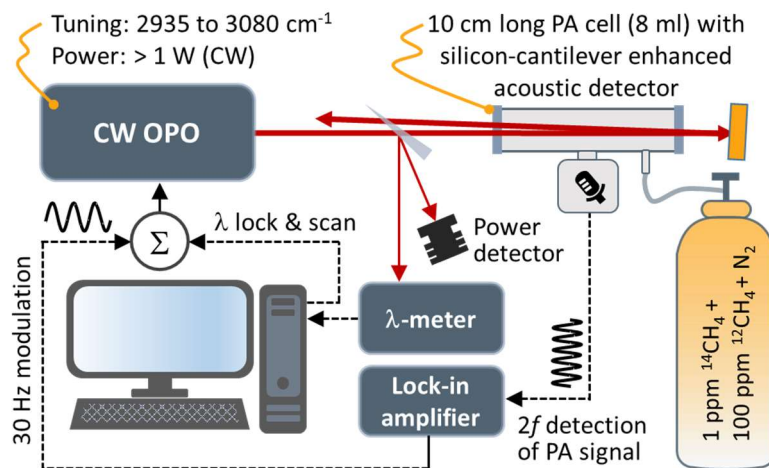 Tuning: 2935 to 3080 cm⁻¹
Power: > 1 W (CW)
10 cm long PA cell (8 ml) with
silicon-cantilever enhanced
acoustic detector
CW OPO
λ lock & scan
Σ
Power
detector
30 Hz modulation
λ-meter
Lock-in
amplifier
2f detection
of PA signal
1 ppm ¹⁴CH₄ +
100 ppm ¹²CH₄ + N₂